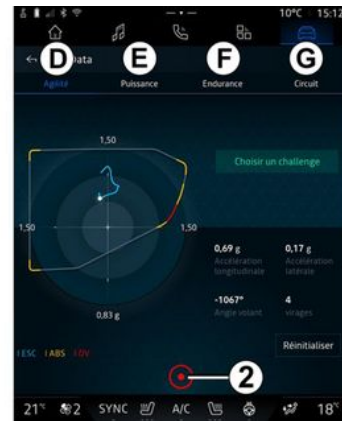 10°C 15:12
D E F G
Data
Agilité Puissance Endurance Circuit
1,50
Choisir un challenge
1,50 1,50
0,69 g 0,17 g
Accélération Accélération
longitudinale latérale
-1067° 4
Angle volant virages
0,83 g
ESC ABS
Réinitialiser
2
21° 2 SYNC A/C 18°